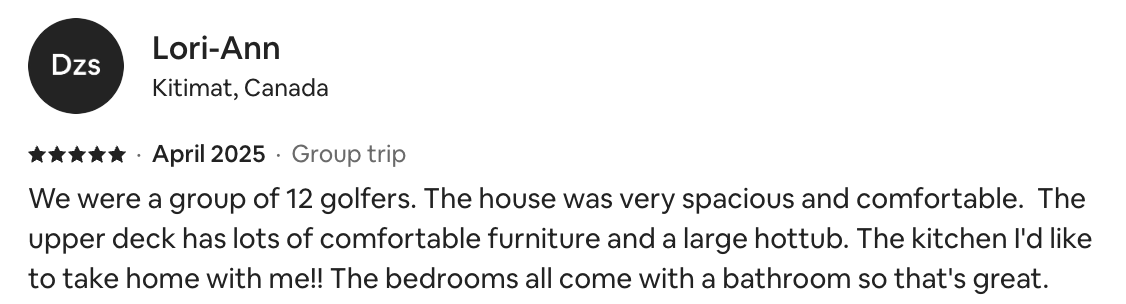 Dzs
Lori-Ann
Kitimat, Canada
★★★★★ · April 2025 · Group trip
We were a group of 12 golfers. The house was very spacious and comfortable.  The
upper deck has lots of comfortable furniture and a large hottub. The kitchen I'd like
to take home with me!! The bedrooms all come with a bathroom so that's great.